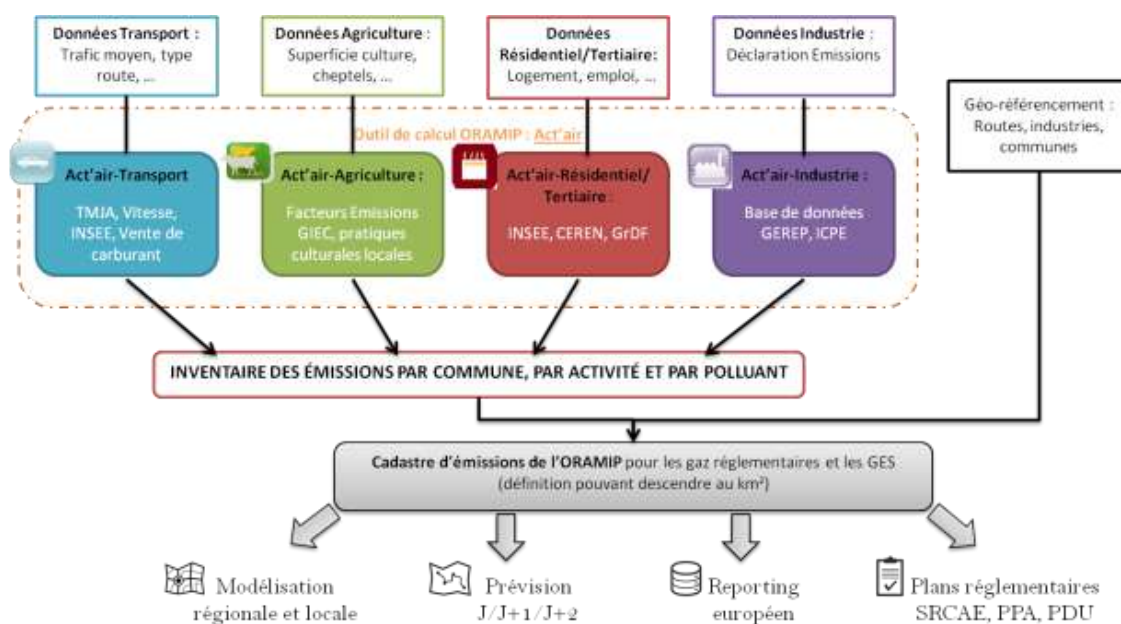 Données Transport :
Trafic moyen, type
route, ...
Données Agriculture :
Superficie culture,
cheptels, ...
Données
Résidentiel/Tertiaire:
Logement, emploi, ...
Données Industrie :
Déclaration Emissions
Géo-référencement :
Routes, industries,
communes
Outil de calcul ORAMIP : Act'air
Act'air-Transport
TMJA, Vitesse,
INSEE, Vente de
carburant
Act'air-Agriculture :
Facteurs Emissions
GIEC, pratiques
culturales locales
Act'air-Résidentiel/
Tertiaire :
INSEE, CEREN, GrDF
Act'air-Industrie :
Base de données
GEREP, ICPE
INVENTAIRE DES ÉMISSIONS PAR COMMUNE, PAR ACTIVITÉ ET PAR POLLUANT
Cadastre d'émissions de l'ORAMIP pour les gaz réglementaires et les GES
(définition pouvant descendre au km²)
Modélisation
régionale et locale
Prévision
J/J+1/J+2
Reporting
européen
Plans réglementaires
SRCAE, PPA, PDU